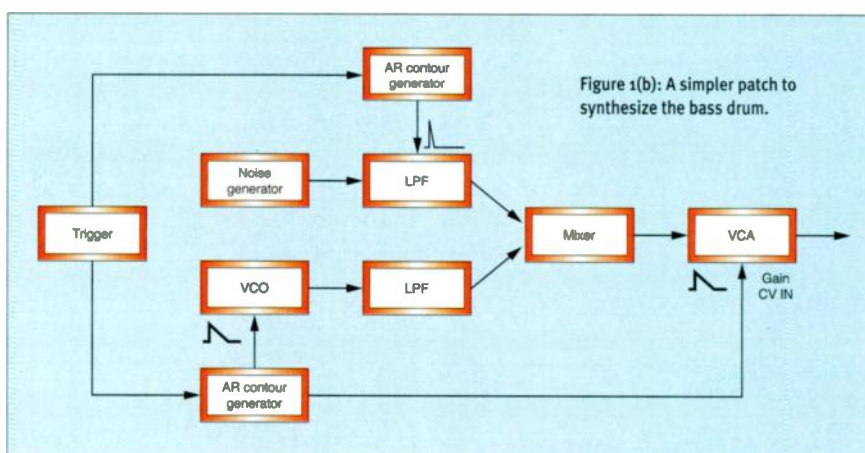 AR contour
generator
Figure 1(b): A simpler patch to
synthesize the bass drum.
Noise
generator
LPF
Trigger
Mixer
VCA
VCO
LPF
Gain
CV IN
AR contour
generator